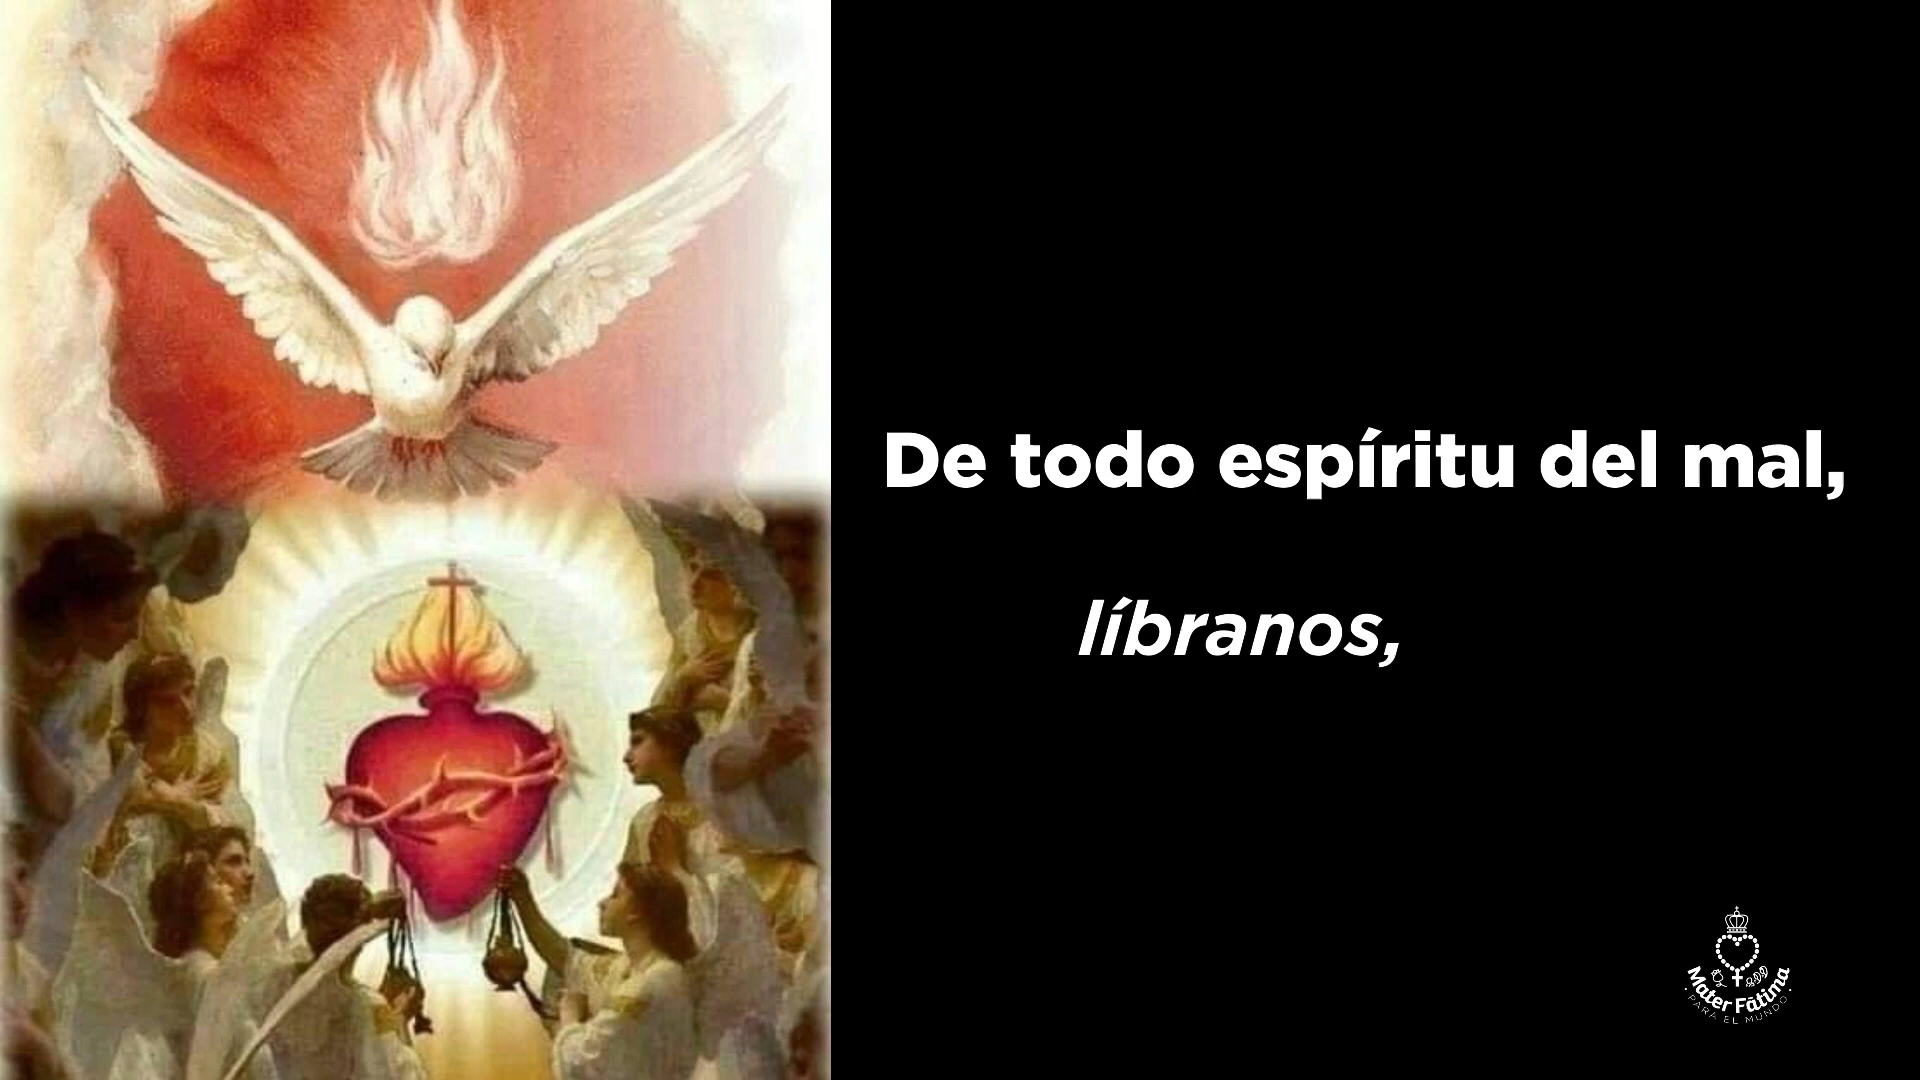 De todo espíritu del mal,
líbranos,
Mater Fátima
PARA EL MUNDO